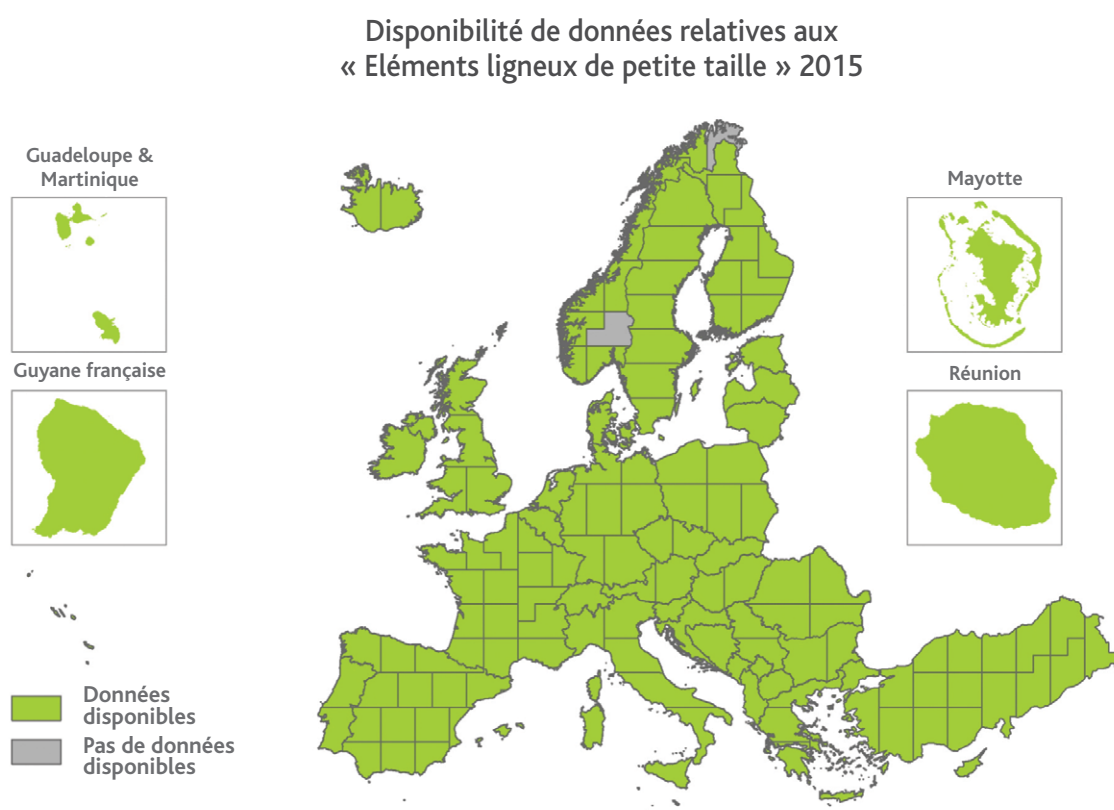 Disponibilité de données relatives aux
« Eléments ligneux de petite taille » 2015
Guadeloupe &
Martinique
Mayotte
Guyane française
Réunion
Données
disponibles
Pas de données
disponibles